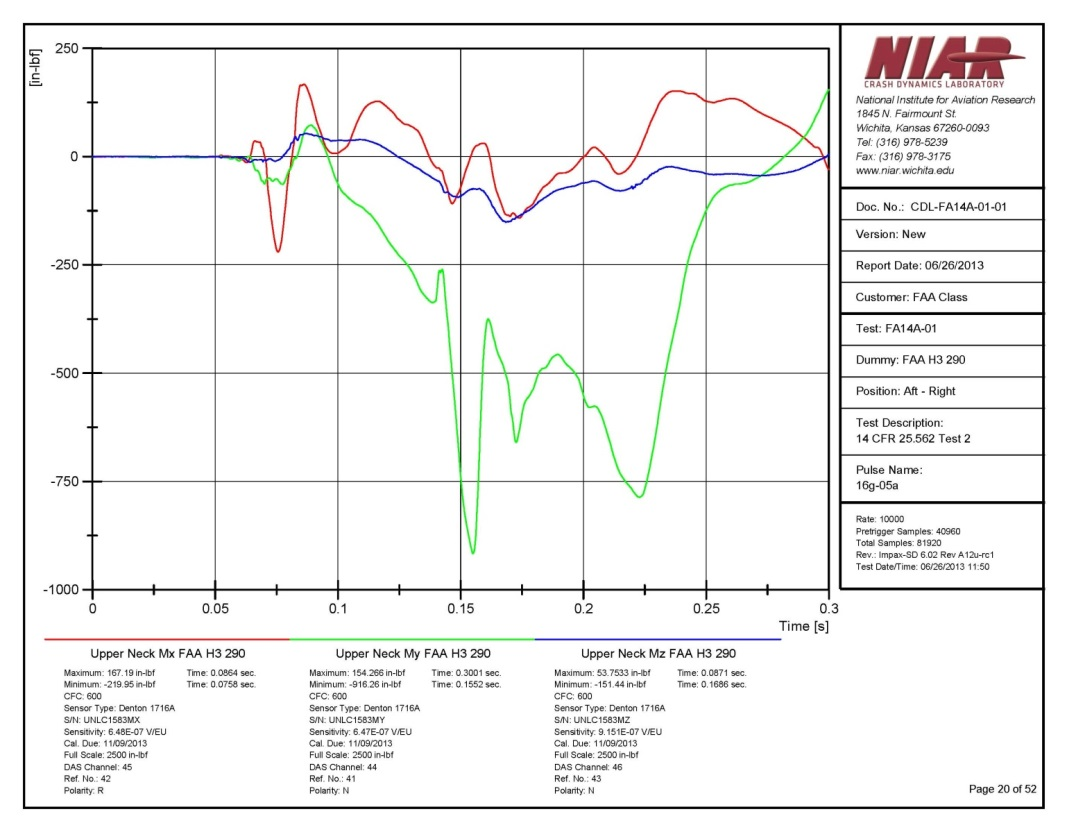 [in-lbf]
250
0
-250
-500
-750
-1000
0 0.05 0.1 0.15 0.2 0.25 0.3
Time [s]
NIAR
CRASH DYNAMICS LABORATORY
National Institute for Aviation Research
1845 N. Fairmount St.
Wichita, Kansas 67260-0093
Tel: (316) 978-5239
Fax: (316) 978-3175
www.niar.wichita.edu
Doc. No.: CDL-FA14A-01-01
Version: New
Report Date: 06/26/2013
Customer: FAA Class
Test: FA14A-01
Dummy: FAA H3 290
Position: Aft - Right
Test Description:
14 CFR 25.562 Test 2
Pulse Name:
16g-05a
Rate: 10000
Pretrigger Samples: 40960
Total Samples: 81920
Rev.: Impax-SD 6.02 Rev A12u-rc1
Test Date/Time: 06/26/2013 11:50
Upper Neck Mx FAA H3 290
Maximum: 167.19 in-lbf Time: 0.0864 sec.
Minimum: -219.95 in-lbf Time: 0.0758 sec.
CFC: 600
Sensor Type: Denton 1716A
S/N: UNLC1583MX
Sensitivity: 6.48E-07 V/EU
Cal. Due: 11/09/2013
Full Scale: 2500 in-lbf
DAS Channel: 45
Ref. No.: 42
Polarity: R
Upper Neck My FAA H3 290
Maximum: 154.266 in-lbf Time: 0.3001 sec.
Minimum: -916.26 in-lbf Time: 0.1552 sec.
CFC: 600
Sensor Type: Denton 1716A
S/N: UNLC1583MY
Sensitivity: 6.47E-07 V/EU
Cal. Due: 11/09/2013
Full Scale: 2500 in-lbf
DAS Channel: 44
Ref. No.: 41
Polarity: N
Upper Neck Mz FAA H3 290
Maximum: 53.7533 in-lbf Time: 0.0871 sec.
Minimum: -151.44 in-lbf Time: 0.1686 sec.
CFC: 600
Sensor Type: Denton 1716A
S/N: UNLC1583MZ
Sensitivity: 9.151E-07 V/EU
Cal. Due: 11/09/2013
Full Scale: 2500 in-lbf
DAS Channel: 46
Ref. No.: 43
Polarity: N
Page 20 of 52